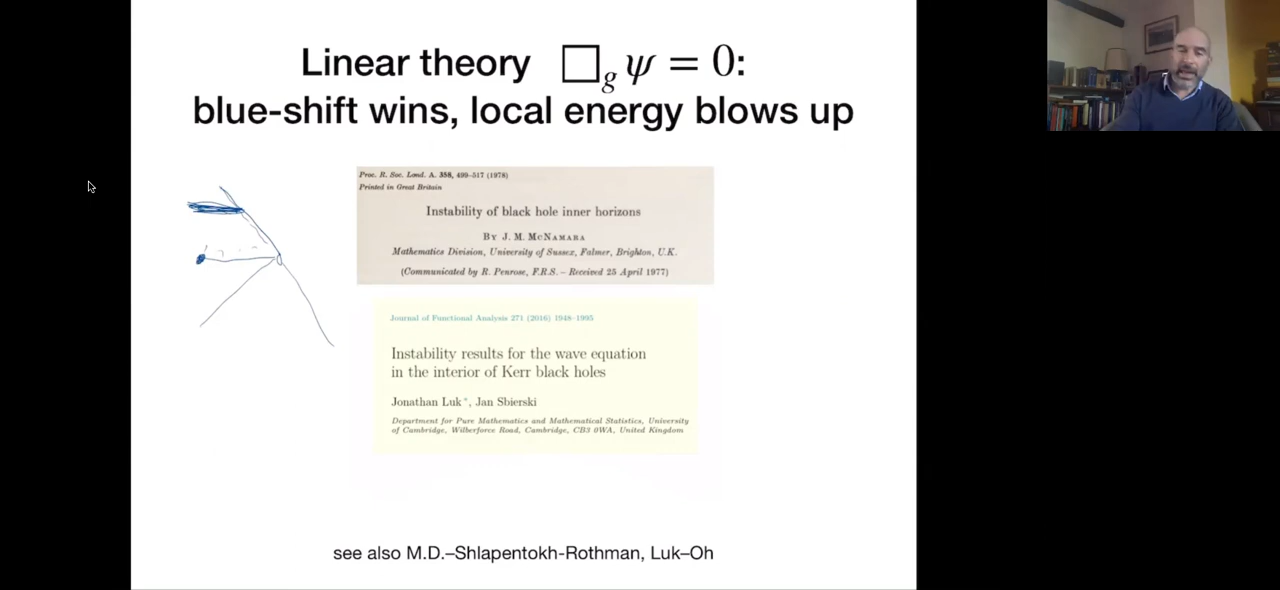 Linear theory □g ψ = 0:
blue-shift wins, local energy blows up
Proc. R. Soc. Lond. A. 358, 499–517 (1978)
Printed in Great Britain
Instability of black hole inner horizons
By J. M. McNamara
Mathematics Division, University of Sussex, Falmer, Brighton, U.K.
(Communicated by R. Penrose, F.R.S. – Received 25 April 1977)
Journal of Functional Analysis 271 (2016) 1948–1995
Instability results for the wave equation
in the interior of Kerr black holes
Jonathan Luk *, Jan Sbierski
Department for Pure Mathematics and Mathematical Statistics, University
of Cambridge, Wilberforce Road, Cambridge, CB3 0WA, United Kingdom
see also M.D.–Shlapentokh-Rothman, Luk–Oh